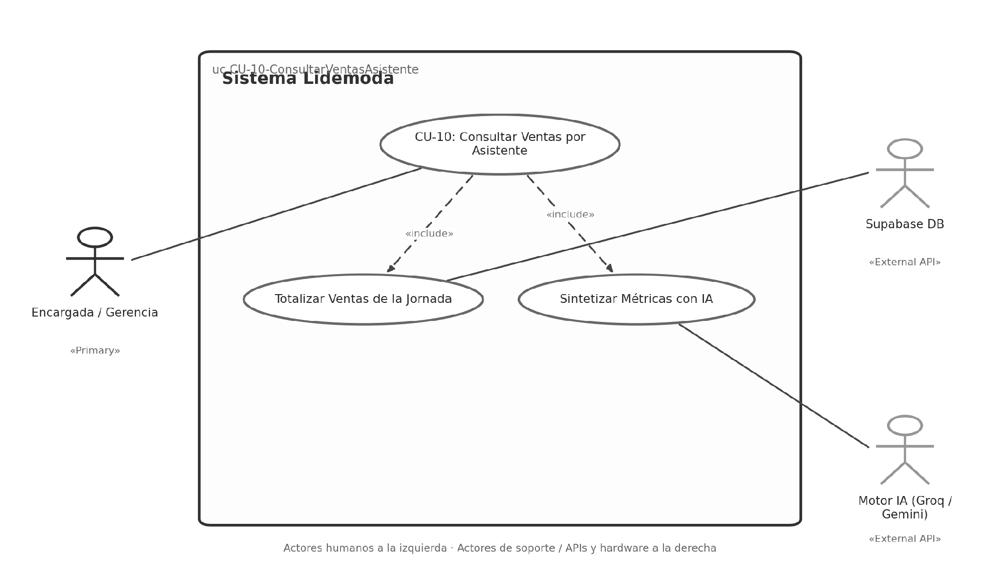 uc CU-10-ConsultarVentasAsistente
Sistema Lidemoda
CU-10: Consultar Ventas por
Asistente
«include»
«include»
Supabase DB
«External API»
Totalizar Ventas de la Jornada
Sintetizar Métricas con IA
Encargada / Gerencia
«Primary»
Motor IA (Groq /
Gemini)
«External API»
Actores humanos a la izquierda · Actores de soporte / APIs y hardware a la derecha